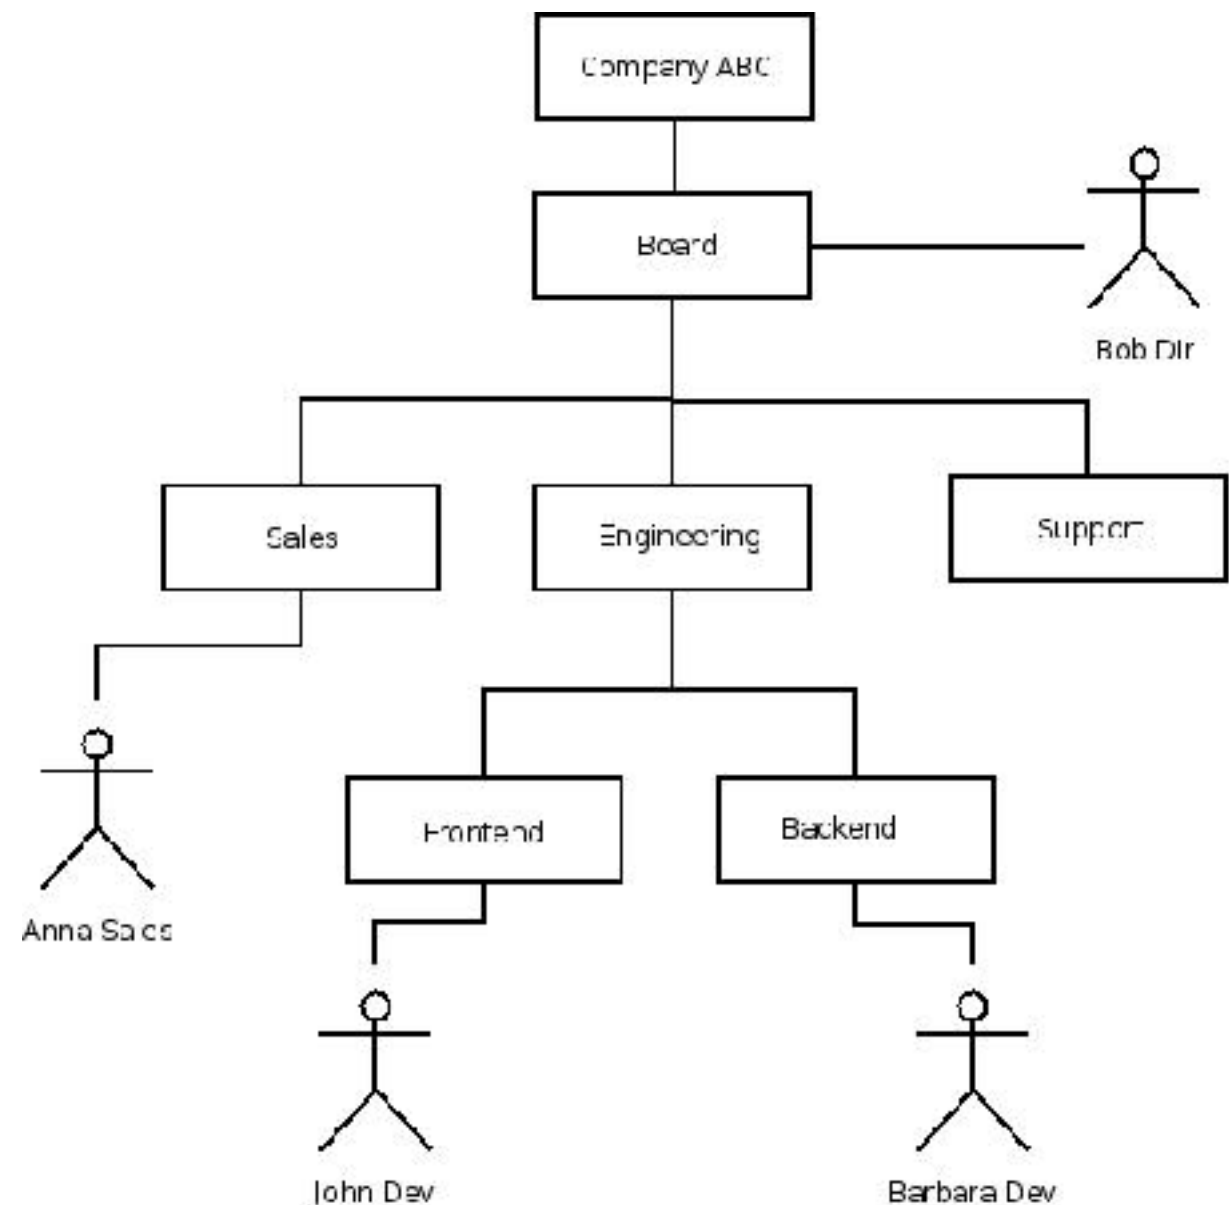 Company ABC
Board
Bob Dir
Sales
Engineering
Support
Frontend
Backend
Anna Sales
John Dev
Barbara Dev